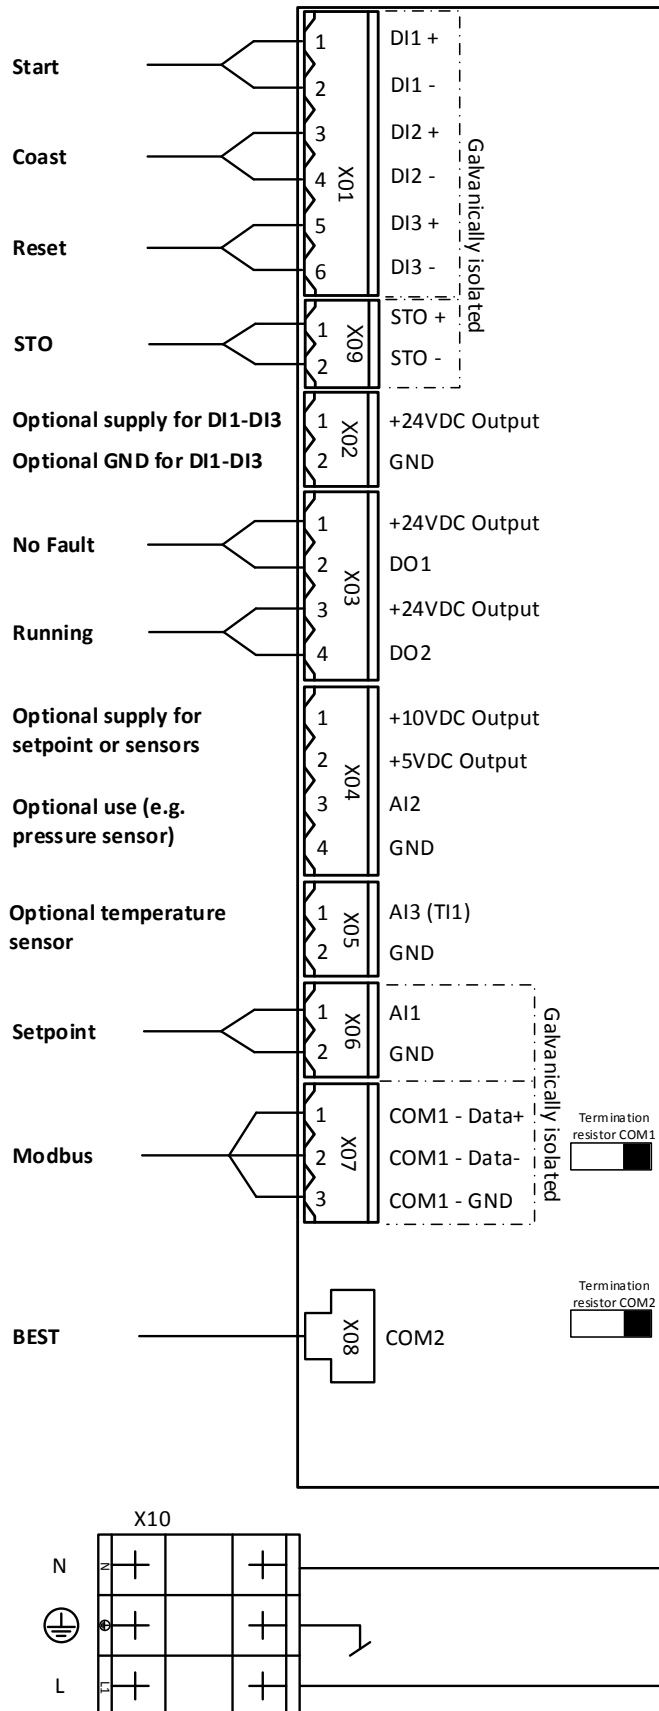 Start
1
DI1 +
2
DI1 -
Coast
3
DI2 +
4
DI2 -
X01
Reset
5
DI3 +
6
DI3 -
Galvanically isolated
STO
1
STO +
2
STO -
X09
Optional supply for DI1-DI3
1
+24VDC Output
Optional GND for DI1-DI3
2
GND
X02
No Fault
1
+24VDC Output
2
DO1
X03
Running
3
+24VDC Output
4
DO2
Optional supply for
setpoint or sensors
1
+10VDC Output
2
+5VDC Output
X04
Optional use (e.g.
pressure sensor)
3
AI2
4
GND
Optional temperature
sensor
1
AI3 (TI1)
2
GND
X05
Setpoint
1
AI1
2
GND
X06
Galvanically isolated
Modbus
1
COM1 - Data+
2
COM1 - Data-
3
COM1 - GND
X07
Termination
resistor COM1
BEST
X08
COM2
Termination
resistor COM2
X10
N
N
L
L1